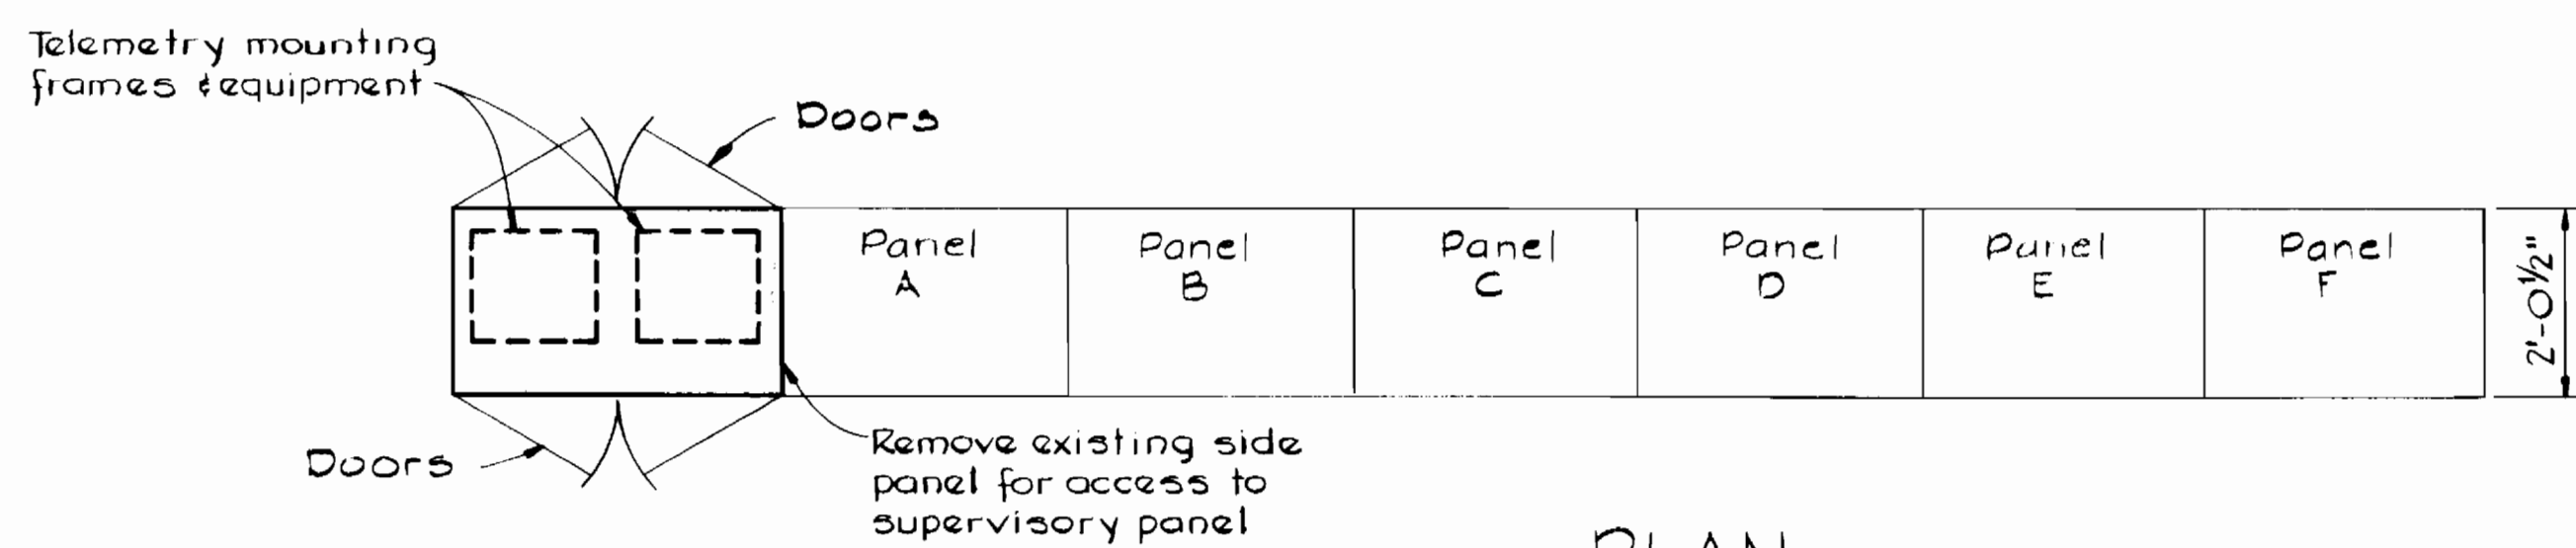 Telemetry mounting
frames & equipment
Doors
Panel
A
Panel
B
Panel
C
Panel
D
Panel
E
Panel
F
2'-0½"
Doors
Remove existing side
panel for access to
supervisory panel
PLAN